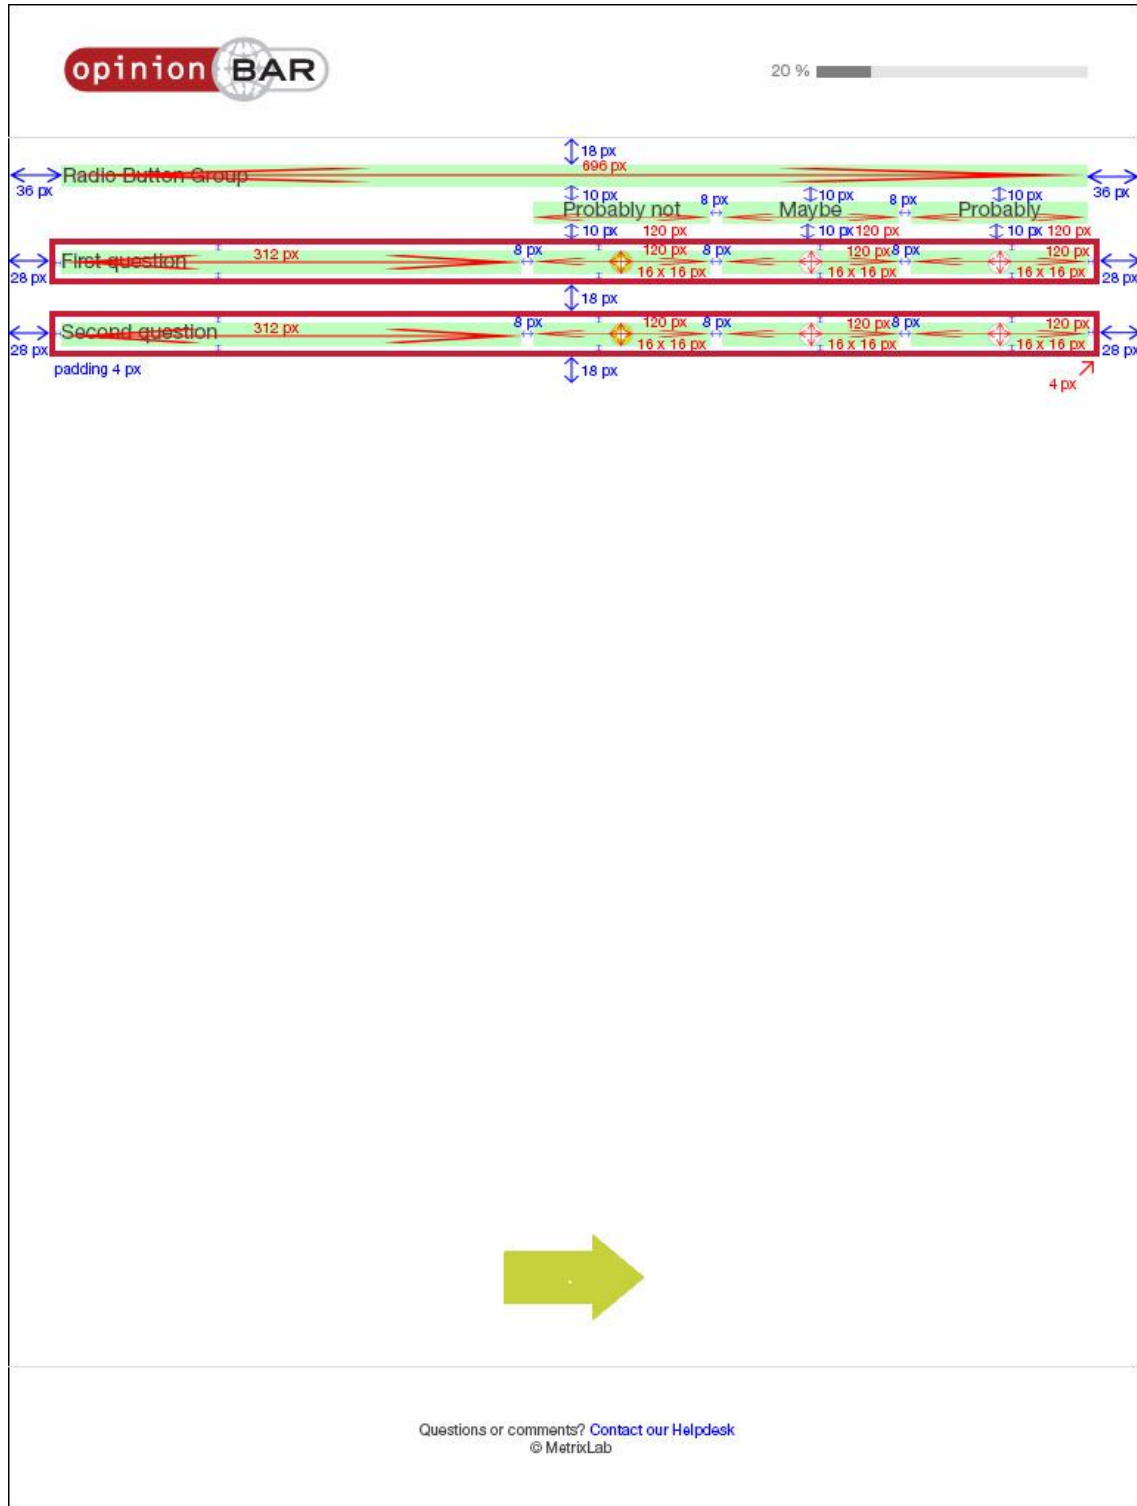 opinion BAR
20 %
18 px
696 px
Radio Button Group
36 px
36 px
10 px 8 px 10 px 8 px 10 px
Probably not Maybe Probably
10 px 120 px 10 px 120 px 10 px 120 px
First question 312 px 8 px 120 px 8 px 120 px 8 px 120 px
16 x 16 px 16 x 16 px 16 x 16 px
28 px 28 px
18 px
Second question 312 px 8 px 120 px 8 px 120 px 8 px 120 px
16 x 16 px 16 x 16 px 16 x 16 px
28 px 28 px
padding 4 px 18 px
4 px
Questions or comments? Contact our Helpdesk
© MetrixLab